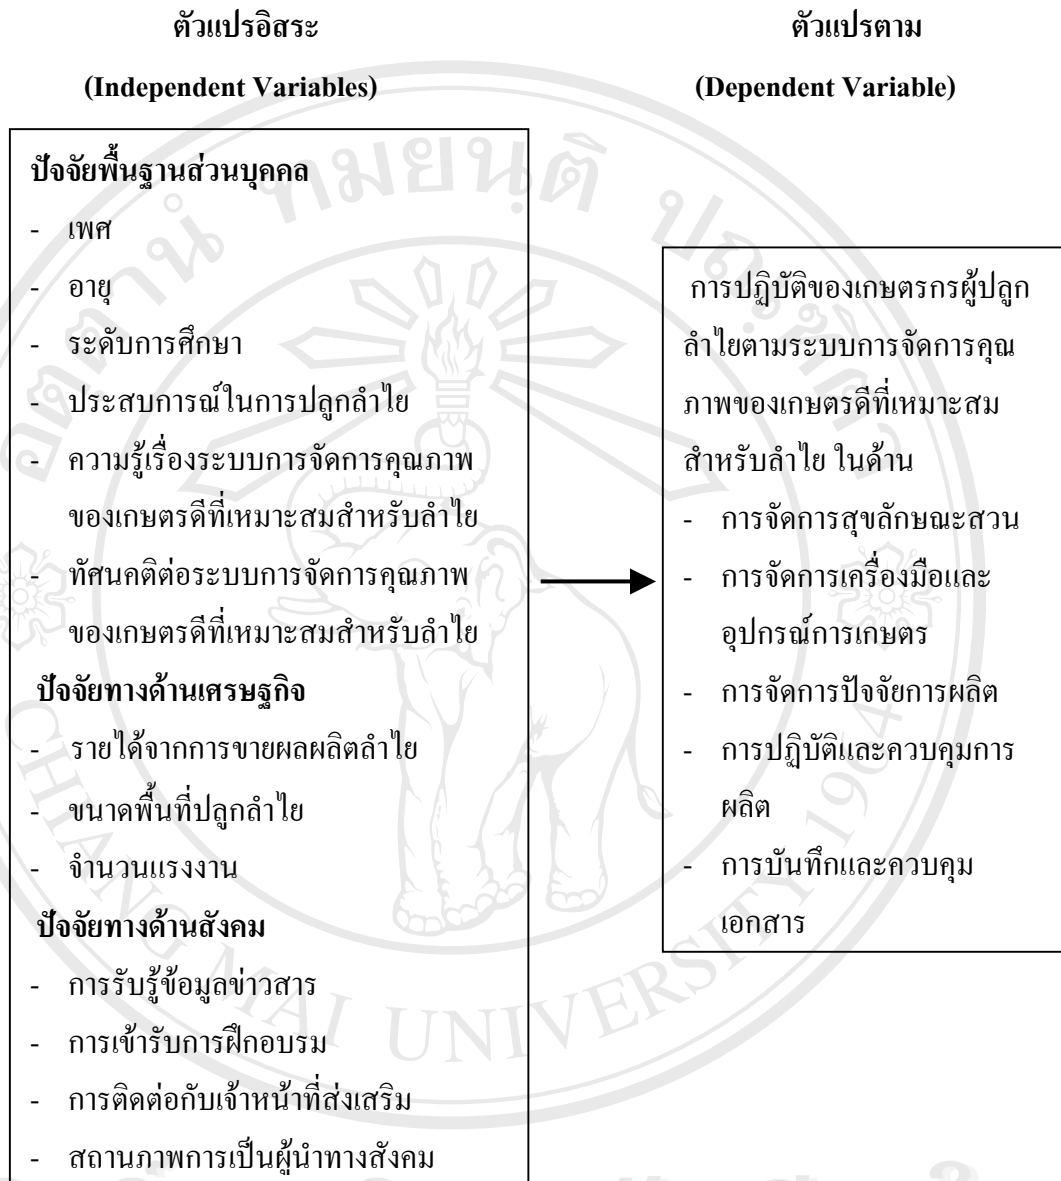 ตัวแปรอิสระ
(Independent Variables)
ปัจจัยพื้นฐานส่วนบุคคล
- เพศ
- อายุ
- ระดับการศึกษา
- ประสบการณ์ในการปลูกลำไย
- ความรู้เรื่องระบบการจัดการคุณภาพ
ของเกษตรดีที่เหมาะสมสำหรับลำไย
- ทัศนคติต่อระบบการจัดการคุณภาพ
ของเกษตรดีที่เหมาะสมสำหรับลำไย
ปัจจัยทางด้านเศรษฐกิจ
- รายได้จากการขายผลผลิตลำไย
- ขนาดพื้นที่ปลูกลำไย
- จำนวนแรงงาน
ปัจจัยทางด้านสังคม
- การรับรู้ข้อมูลข่าวสาร
- การเข้ารับการฝึกอบรม
- การติดต่อกับเจ้าหน้าที่ส่งเสริม
- สถานภาพการเป็นผู้นำทางสังคม
ตัวแปรตาม
(Dependent Variable)
การปฏิบัติของเกษตรกรผู้ปลูก
ลำไยตามระบบการจัดการคุณ
ภาพของเกษตรดีที่เหมาะสม
สำหรับลำไย ในด้าน
- การจัดการสุขลักษณะสวน
- การจัดการเครื่องมือและ
อุปกรณ์การเกษตร
- การจัดการปัจจัยการผลิต
- การปฏิบัติและควบคุมการ
ผลิต
- การบันทึกและควบคุม
เอกสาร
อตฺตานํ ทมยนฺติ ปณฺฑิตา
CHIANG MAI UNIVERSITY 1964